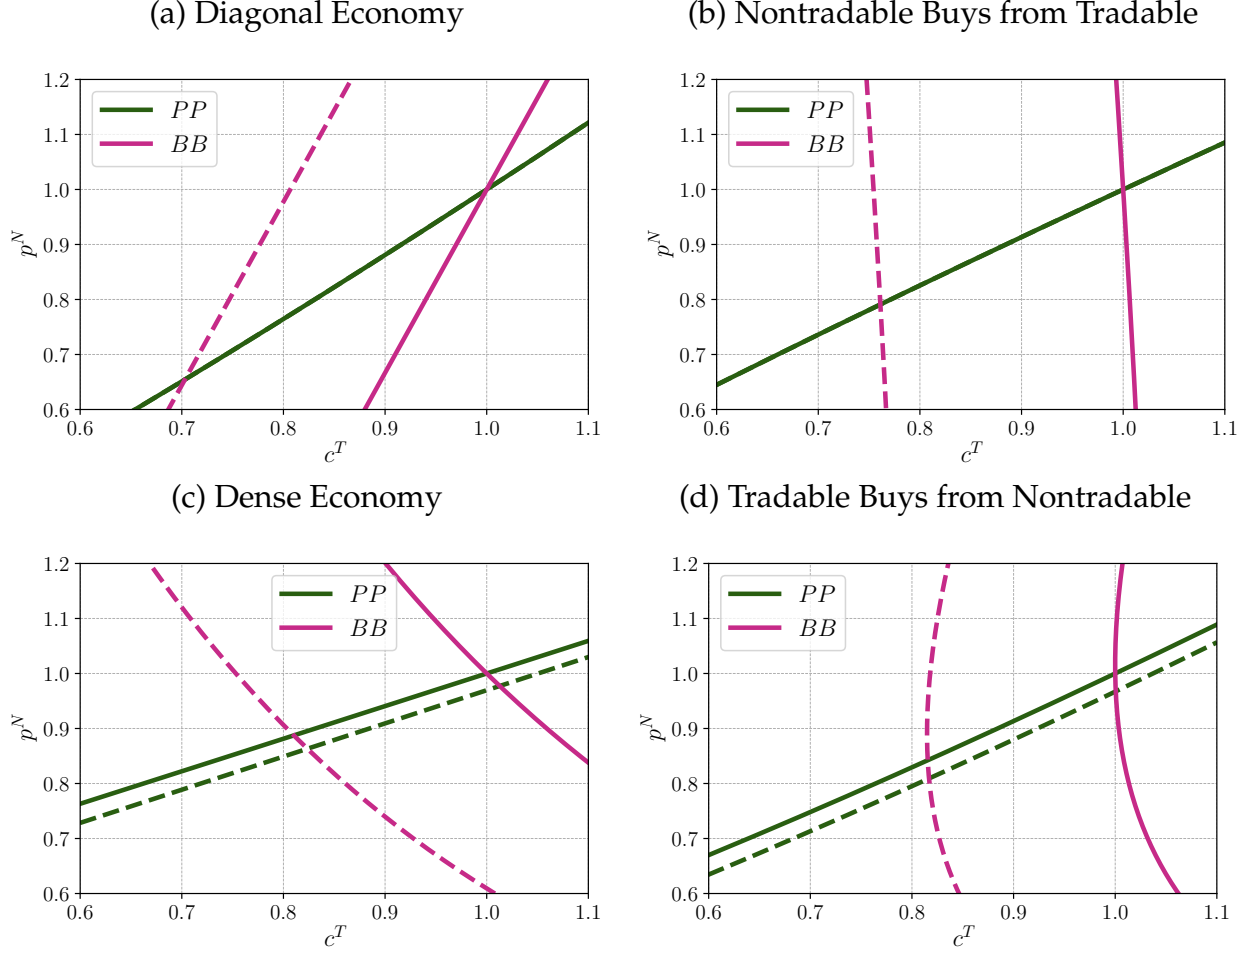 (a) Diagonal Economy
1.2
1.1
1.0
0.9
0.8
0.7
0.6
p^N
PP
BB
0.6 0.7 0.8 0.9 1.0 1.1
c^T
(b) Nontradable Buys from Tradable
1.2
1.1
1.0
0.9
0.8
0.7
0.6
p^N
PP
BB
0.6 0.7 0.8 0.9 1.0 1.1
c^T
(c) Dense Economy
1.2
1.1
1.0
0.9
0.8
0.7
0.6
p^N
PP
BB
0.6 0.7 0.8 0.9 1.0 1.1
c^T
(d) Tradable Buys from Nontradable
1.2
1.1
1.0
0.9
0.8
0.7
0.6
p^N
PP
BB
0.6 0.7 0.8 0.9 1.0 1.1
c^T